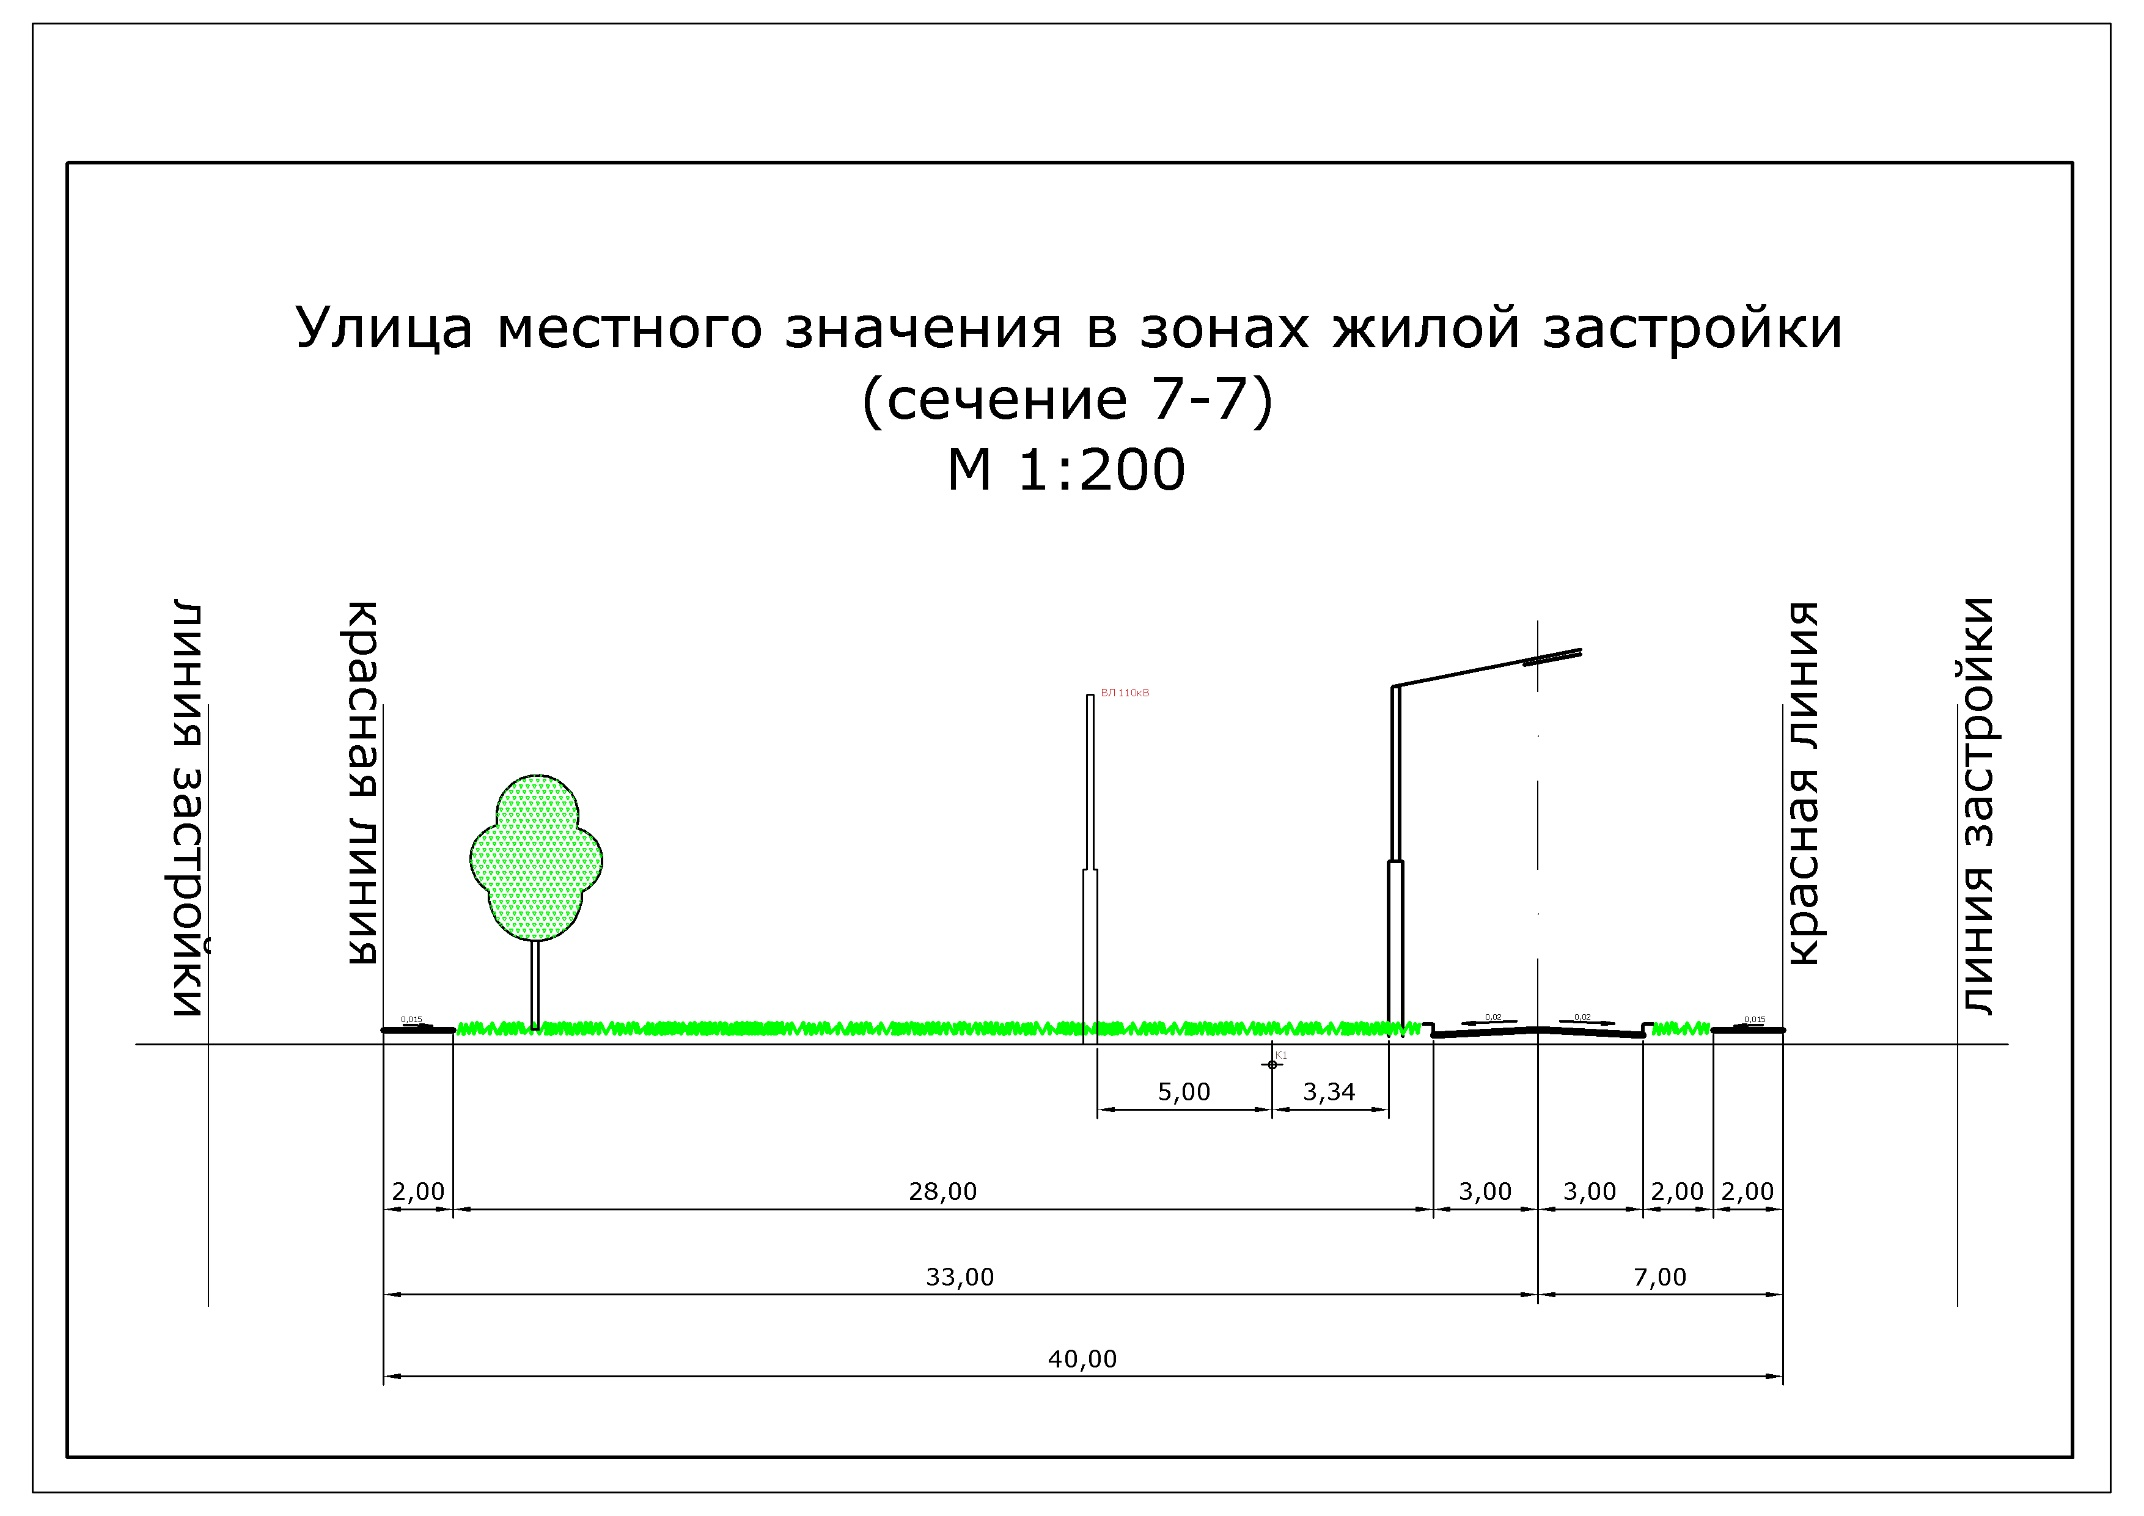 Улица местного значения в зонах жилой застройки
(сечение 7-7)
М 1:200
линия застройки
красная линия
красная линия
линия застройки
ВЛ 110кВ
0,015
0,02
0,02
0,015
К1
5,00
3,34
2,00
28,00
3,00
3,00
2,00
2,00
33,00
7,00
40,00